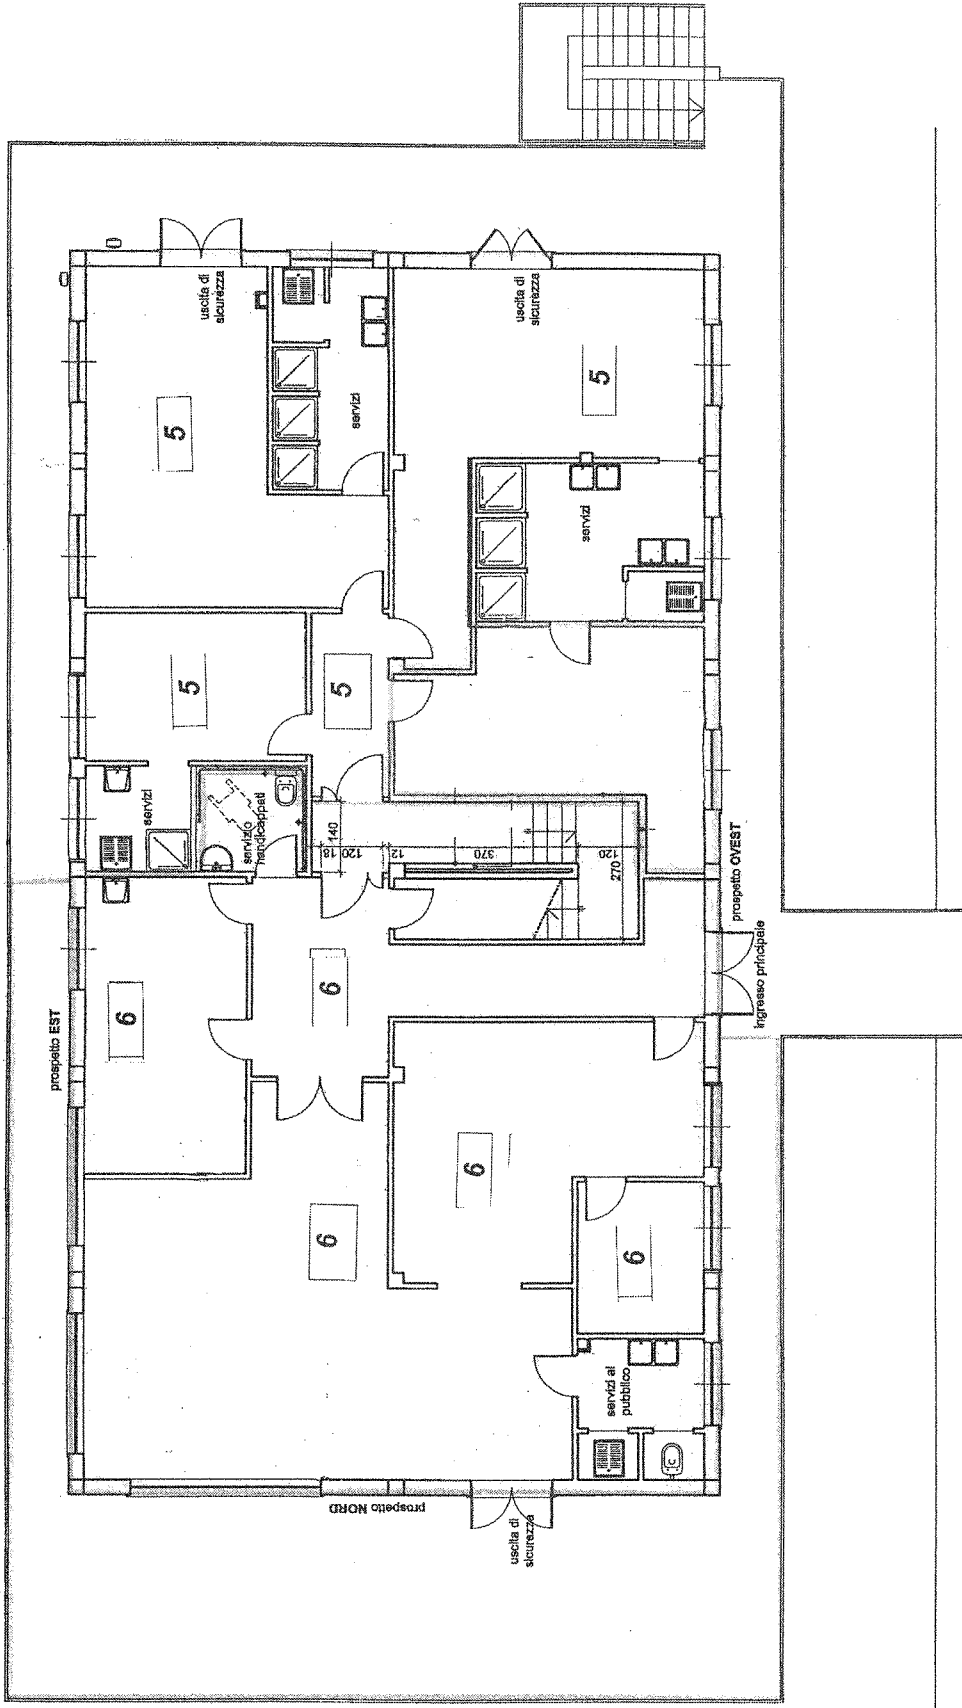 prospetto EST
uscita di
sicurezza
5
servizi
5
servizi
servizio
handicappati
5
140
18
120
12
370
120
270
uscita di
sicurezza
5
servizi
6
6
6
6
6
servizi al
pubblico
prospetto OVEST
ingresso principale
prospetto NORD
uscita di
sicurezza